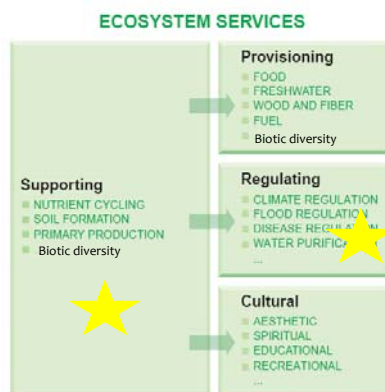 ECOSYSTEM SERVICES
Supporting
NUTRIENT CYCLING
SOIL FORMATION
PRIMARY PRODUCTION
Biotic diversity
Provisioning
FOOD
FRESHWATER
WOOD AND FIBER
FUEL
Biotic diversity
Regulating
CLIMATE REGULATION
FLOOD REGULATION
DISEASE REGULATION
WATER
...
Cultural
AESTHETIC
SPIRITUAL
EDUCATIONAL
RECREATIONAL
...